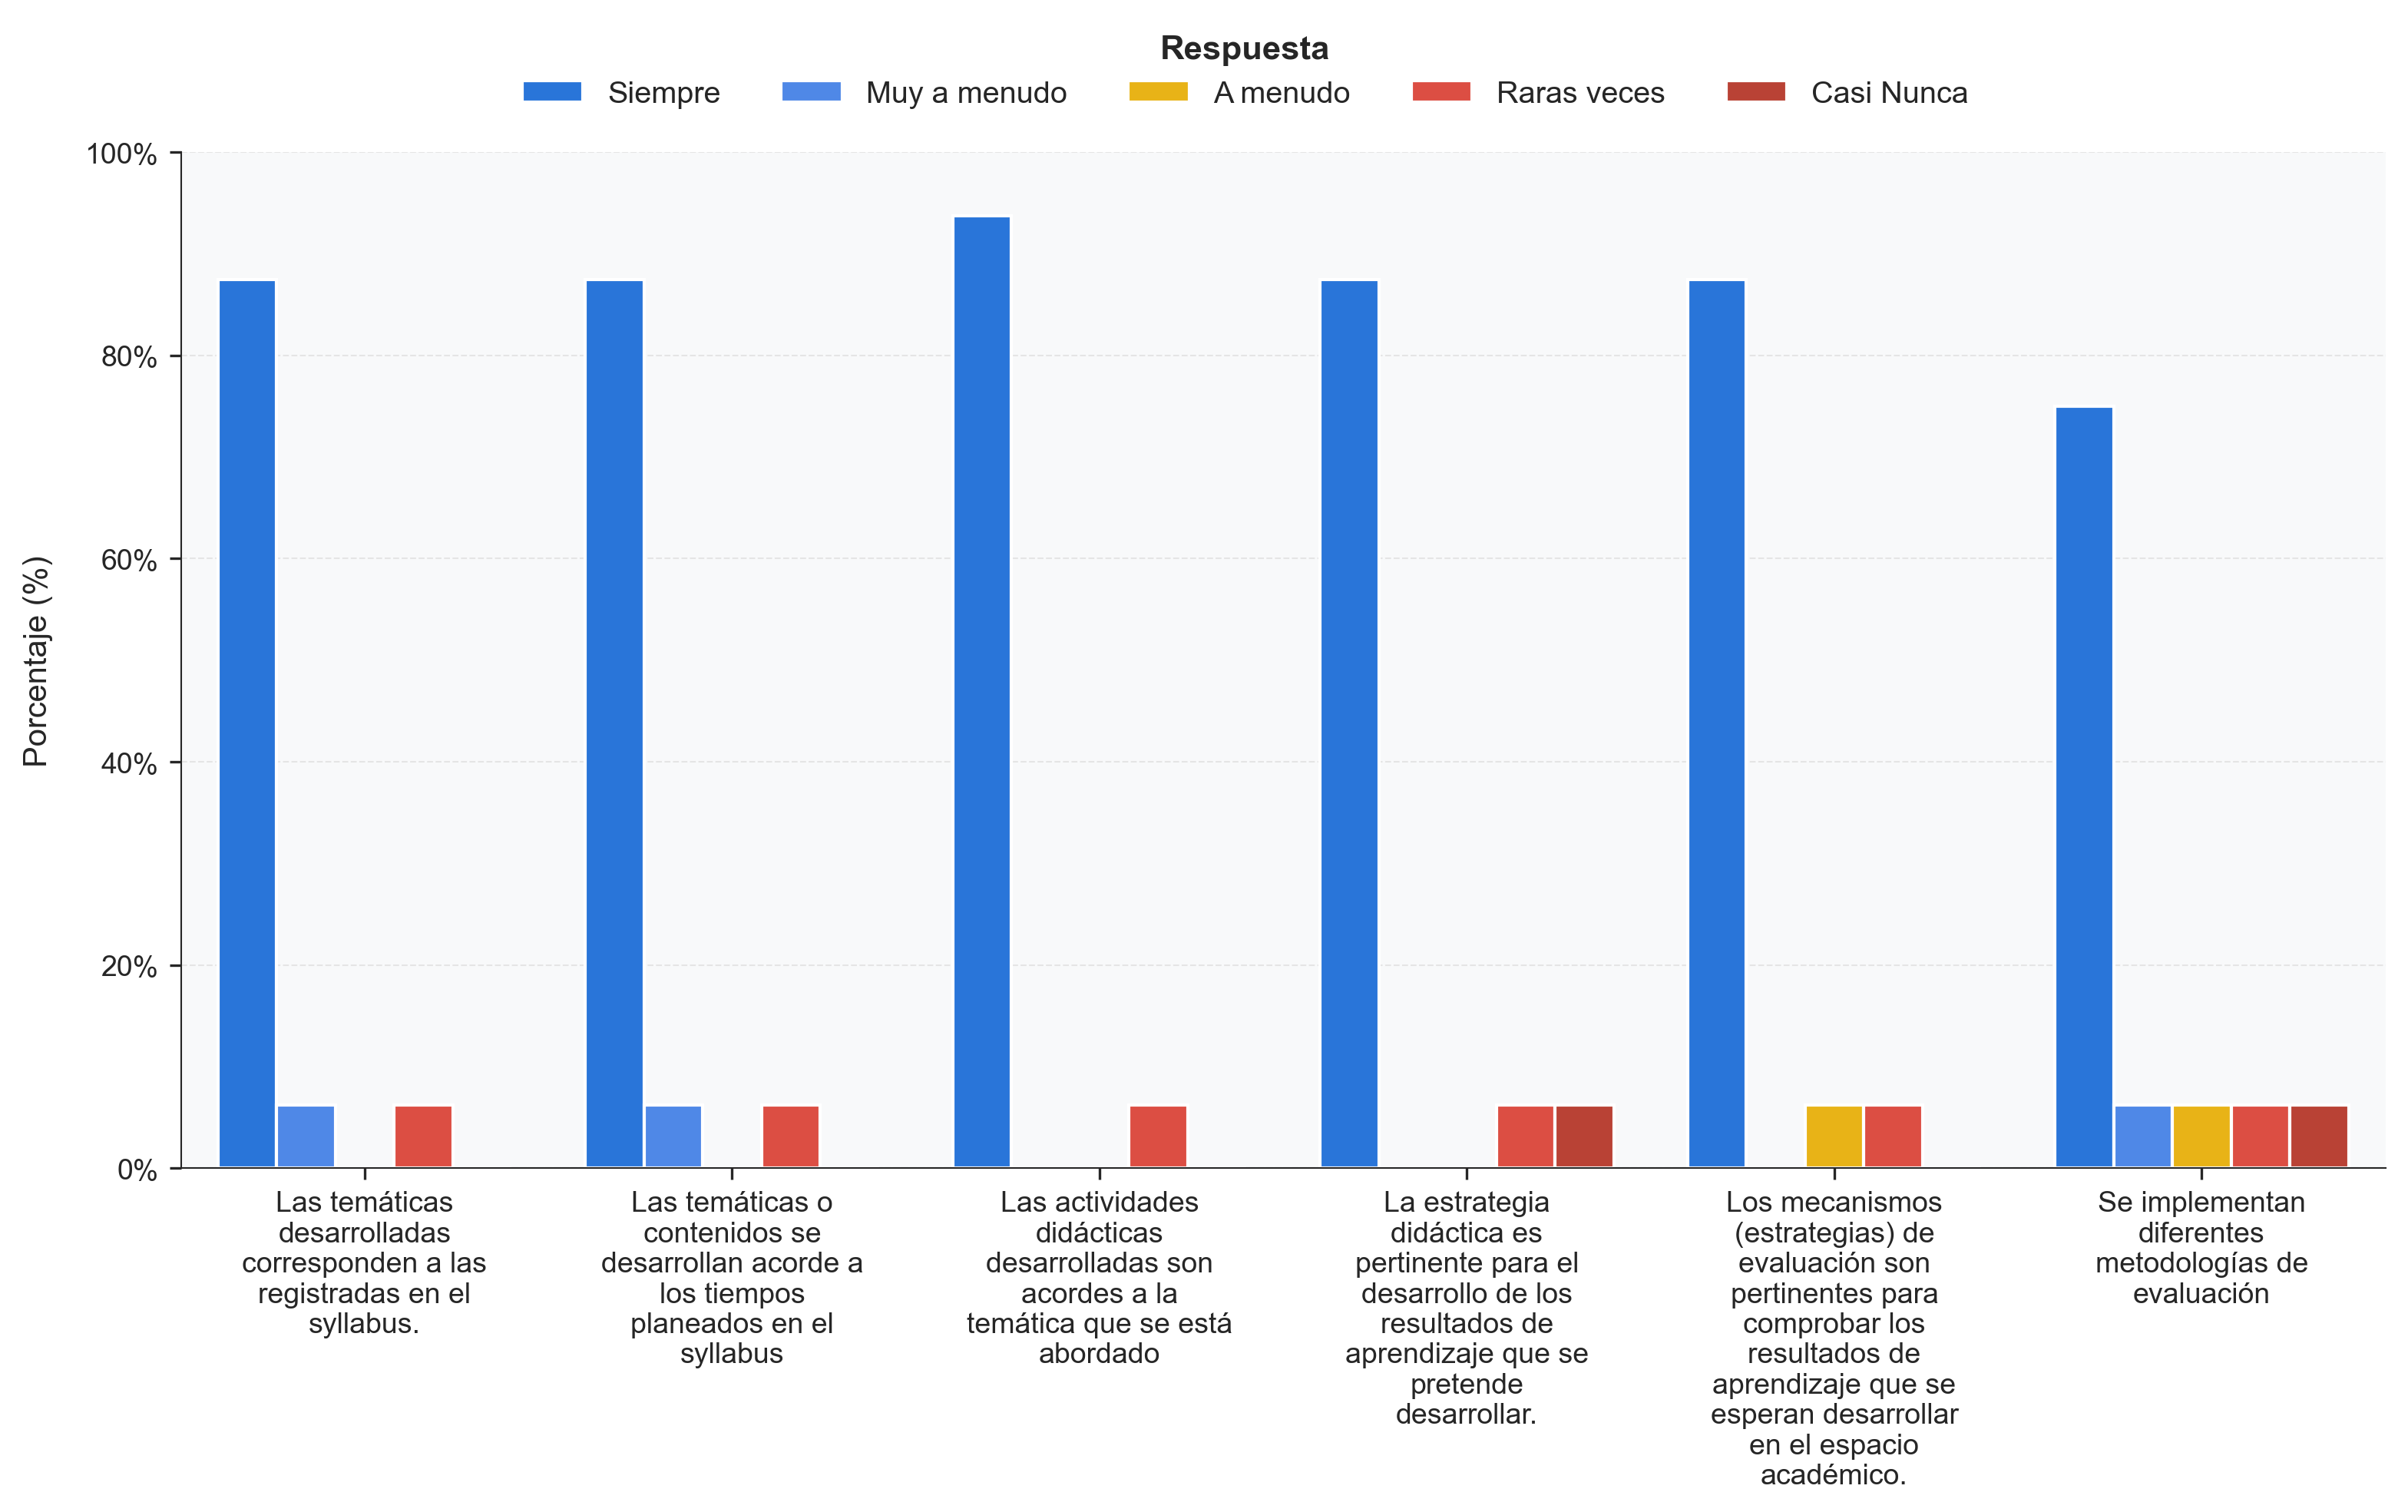 Respuesta
Siempre Muy a menudo A menudo Raras veces Casi Nunca
100%
80%
60%
40%
20%
0%
Porcentaje (%)
Las temáticas
desarrolladas
corresponden a las
registradas en el
syllabus.
Las temáticas o
contenidos se
desarrollan acorde a
los tiempos
planeados en el
syllabus
Las actividades
didácticas
desarrolladas son
acordes a la
temática que se está
abordado
La estrategia
didáctica es
pertinente para el
desarrollo de los
resultados de
aprendizaje que se
pretende
desarrollar.
Los mecanismos
(estrategias) de
evaluación son
pertinentes para
comprobar los
resultados de
aprendizaje que se
esperan desarrollar
en el espacio
académico.
Se implementan
diferentes
metodologías de
evaluación